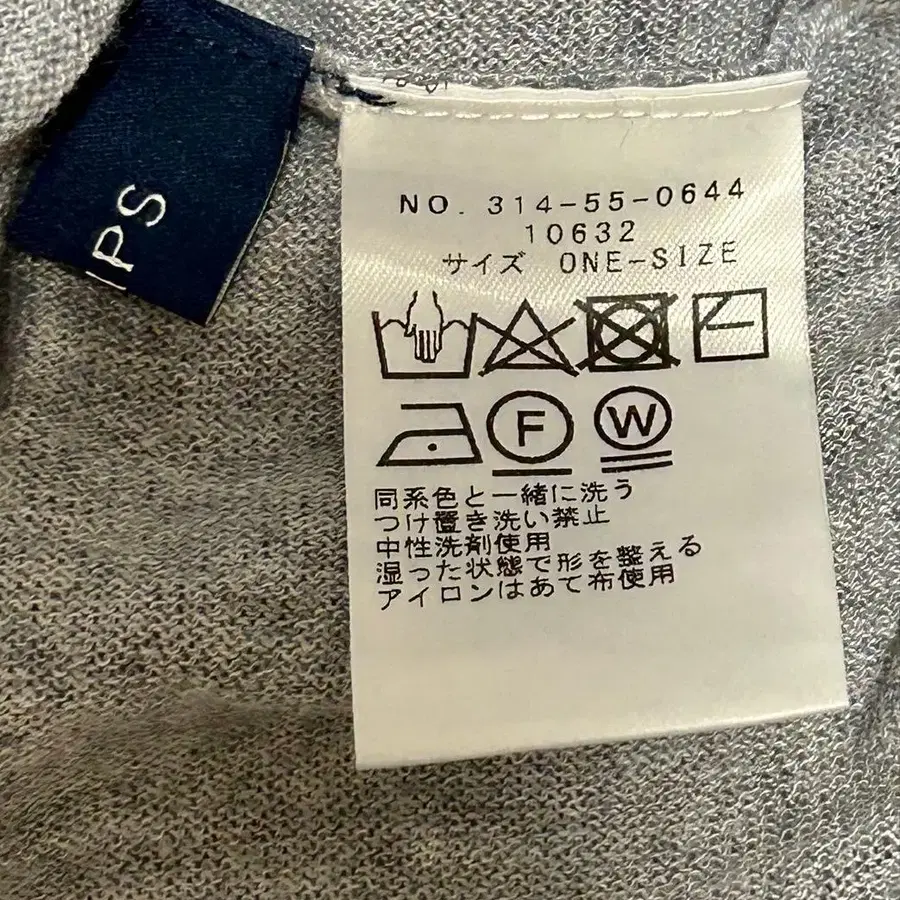 IPS
NO. 314-55-0644
10632
サイズ ONE-SIZE
F
W
同系色と一緒に洗う
つけ置き洗い禁止
中性洗剤使用
湿った状態で形を整える
アイロンはあて布使用